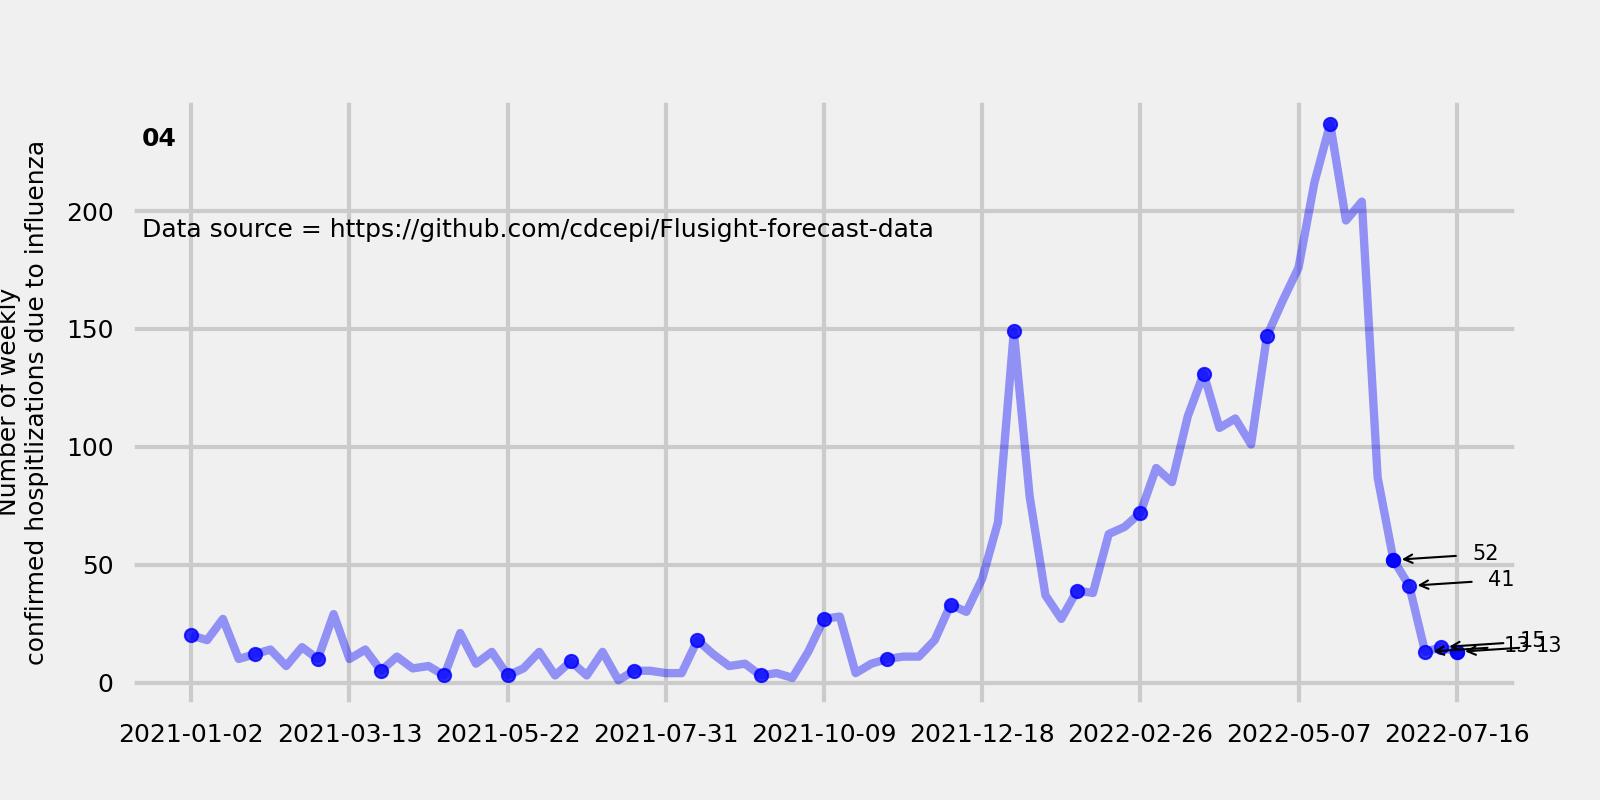 04
Data source = https://github.com/cdcepi/Flusight-forecast-data
Number of weekly
confirmed hospitlizations due to influenza
200
150
100
50
0
52
41
15
13
13
2021-01-02 2021-03-13 2021-05-22 2021-07-31 2021-10-09 2021-12-18 2022-02-26 2022-05-07 2022-07-16